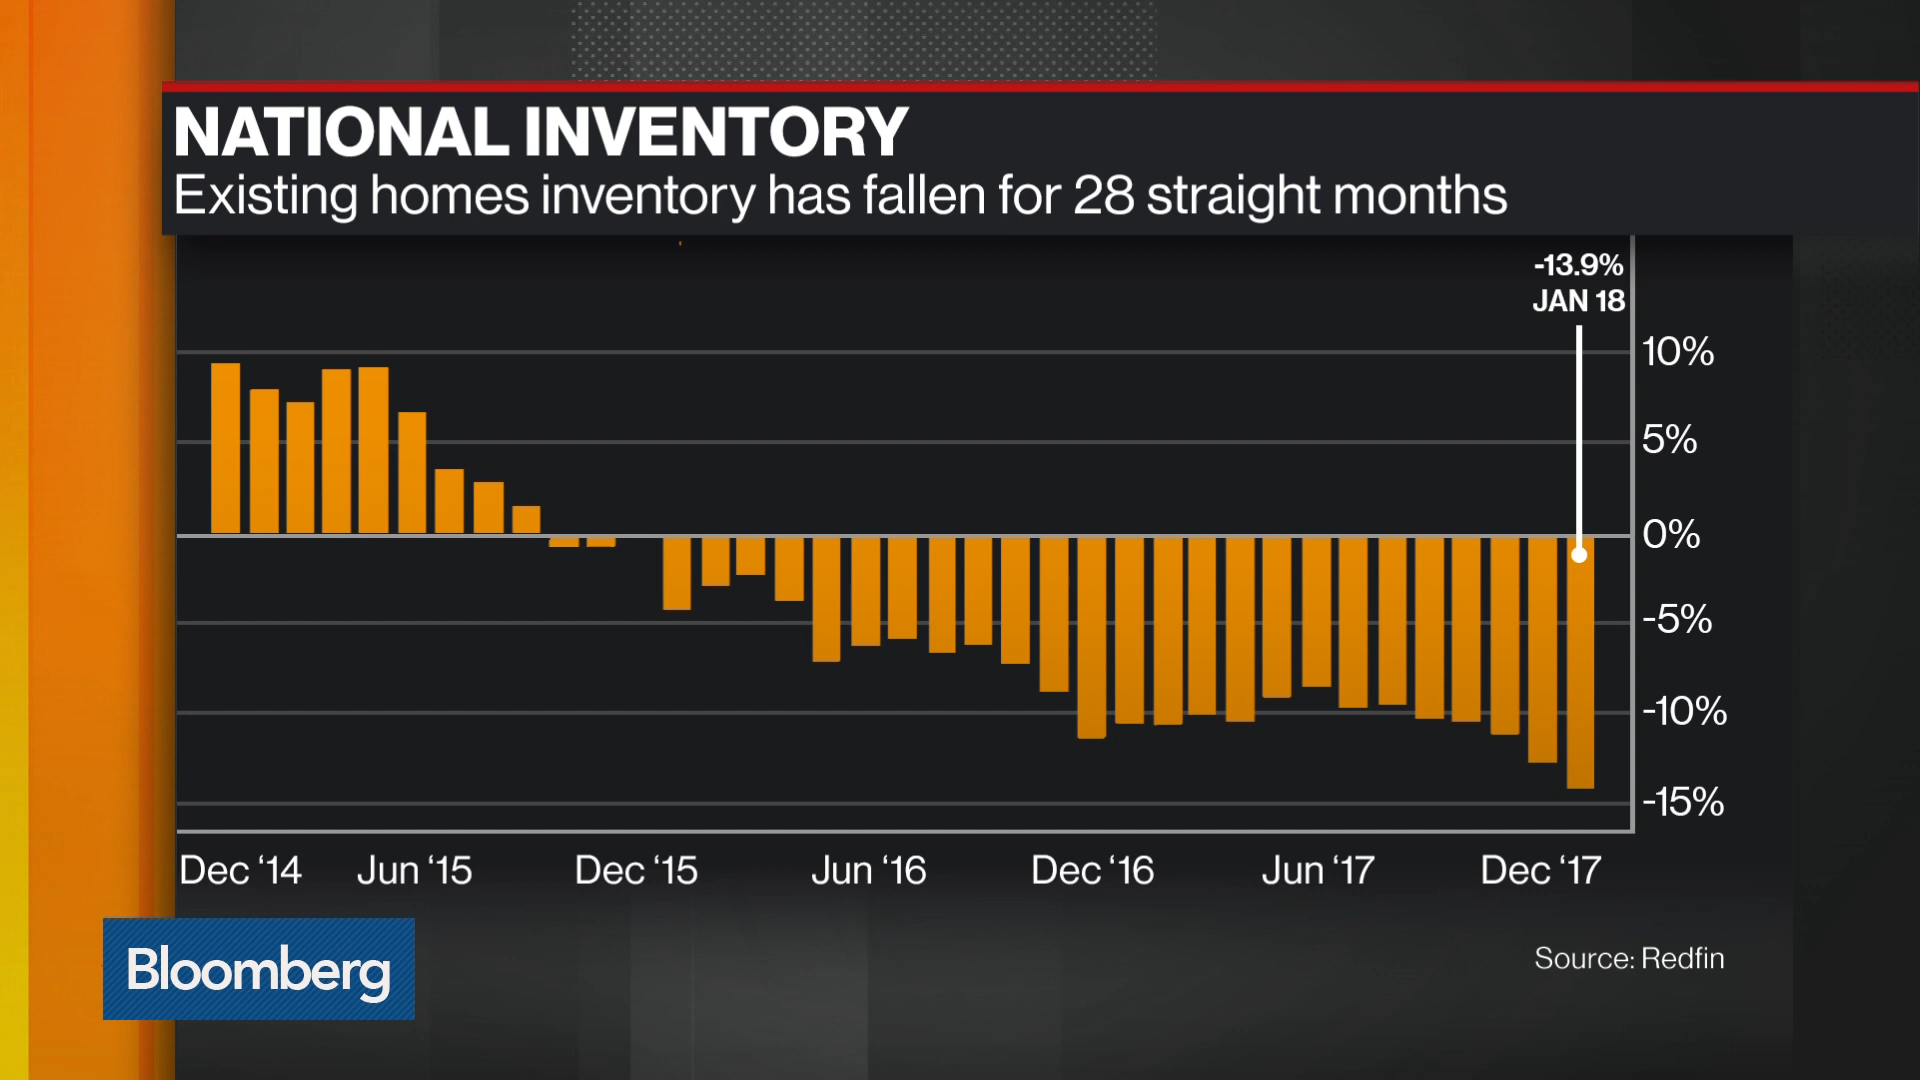 NATIONAL INVENTORY
Existing homes inventory has fallen for 28 straight months
-13.9%
JAN 18
10%
5%
0%
-5%
-10%
-15%
Dec ‘14 Jun ‘15 Dec ‘15 Jun ‘16 Dec ‘16 Jun ‘17 Dec ‘17
Bloomberg
Source: Redfin